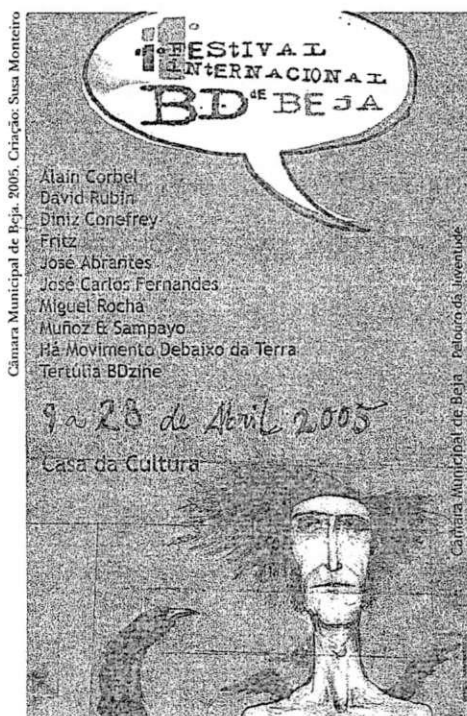 FESTIVAL
INTERNACIONAL
BD de BEJA
Alain Corbel
David Rubin
Diniz Conefrey
Fritz
José Abrantes
José Carlos Fernandes
Miguel Rocha
Muñoz & Sampayo
Há Movimento Debaixo da Terra
Tertúlia BDzine
9 a 28 de Abril 2005
Casa da Cultura
Câmara Municipal de Beja. 2005. Criação: Susa Monteiro
Câmara Municipal de Beja Pelouro da Juventude